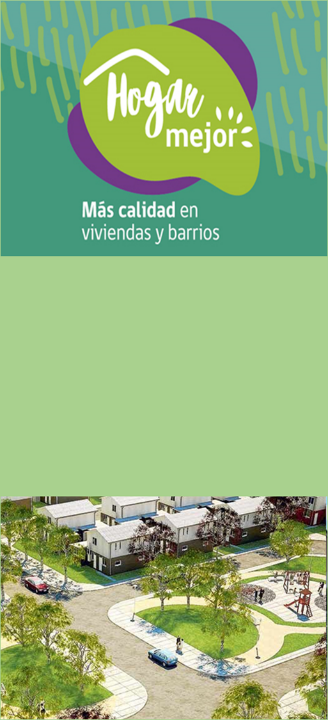 Hogar
mejor
Más calidad en
viviendas y barrios